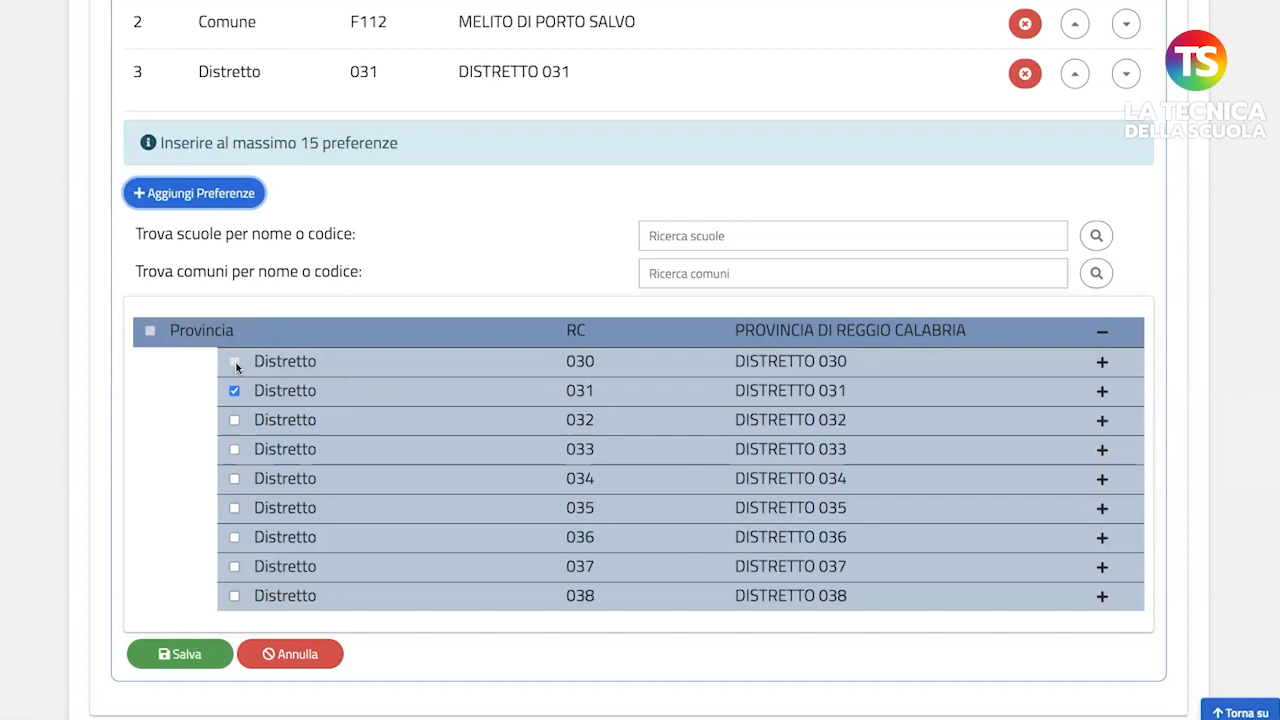 2 Comune F112 MELITO DI PORTO SALVO
3 Distretto 031 DISTRETTO 031
TS
LA TECNICA
DELLA SCUOLA
Inserire al massimo 15 preferenze
Aggiungi Preferenze
Trova scuole per nome o codice: Ricerca scuole
Trova comuni per nome o codice: Ricerca comuni
Provincia RC PROVINCIA DI REGGIO CALABRIA
Distretto 030 DISTRETTO 030
Distretto 031 DISTRETTO 031
Distretto 032 DISTRETTO 032
Distretto 033 DISTRETTO 033
Distretto 034 DISTRETTO 034
Distretto 035 DISTRETTO 035
Distretto 036 DISTRETTO 036
Distretto 037 DISTRETTO 037
Distretto 038 DISTRETTO 038
Salva Annulla
Torna su